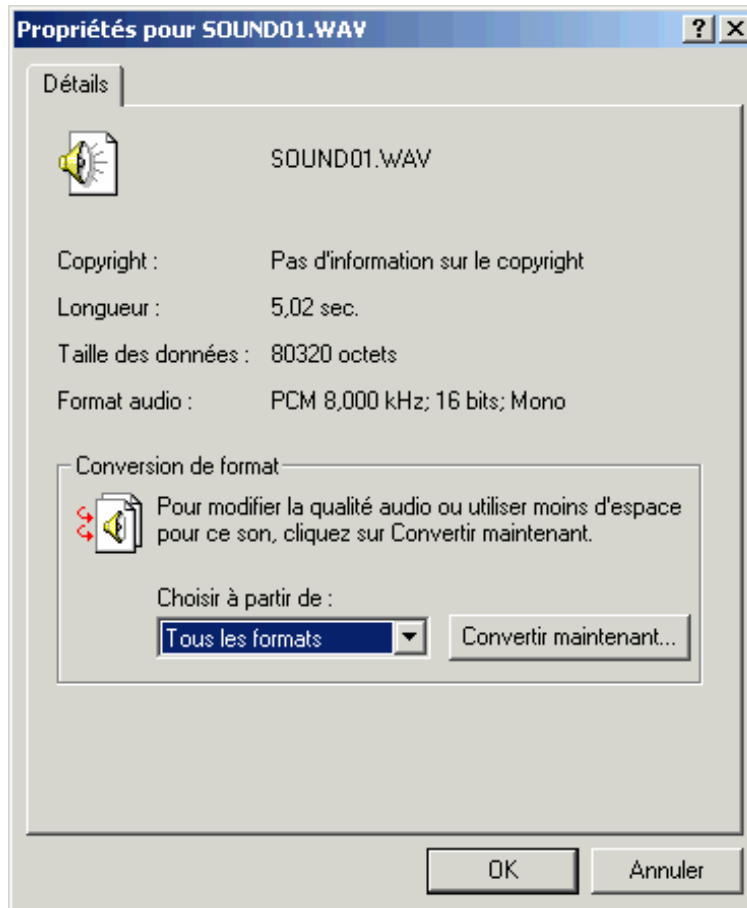 Propriétés pour SOUND01.WAV
Détails
SOUND01.WAV
Copyright : Pas d'information sur le copyright
Longueur : 5,02 sec.
Taille des données : 80320 octets
Format audio : PCM 8,000 kHz; 16 bits; Mono
Conversion de format
Pour modifier la qualité audio ou utiliser moins d'espace
pour ce son, cliquez sur Convertir maintenant.
Choisir à partir de :
Tous les formats Convertir maintenant...
OK Annuler